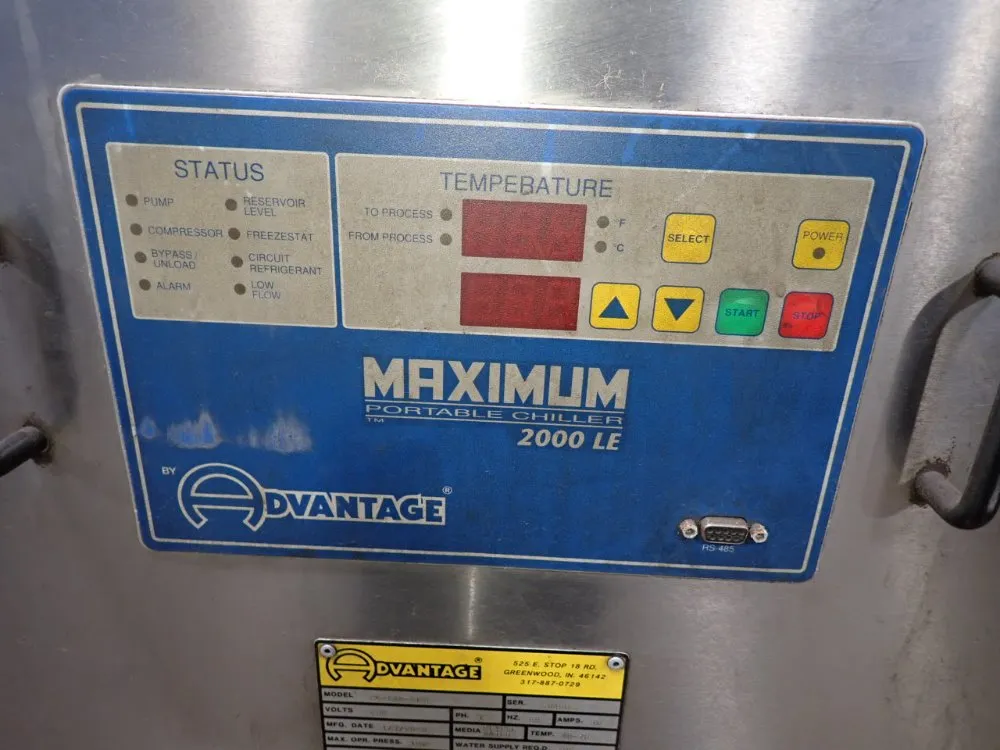 STATUS
PUMP
COMPRESSOR
BYPASS/
UNLOAD
ALARM
RESERVOIR
LEVEL
FREEZESTAT
CIRCUIT
REFRIGERANT
LOW
FLOW
TEMPERATURE
TO PROCESS
FROM PROCESS
°F
°C
SELECT
POWER
START
STOP
MAXIMUM
PORTABLE CHILLER
TM
2000 LE
BY ADVANTAGE®
RS-485
ADVANTAGE®
525 E. STOP 18 RD.
GREENWOOD, IN. 46142
317-887-0729
MODEL SER.
VOLTS PH. HZ. AMPS.
MFG. DATE MEDIA TEMP.
MAX. OPR. PRESS. WATER SUPPLY REQ'D